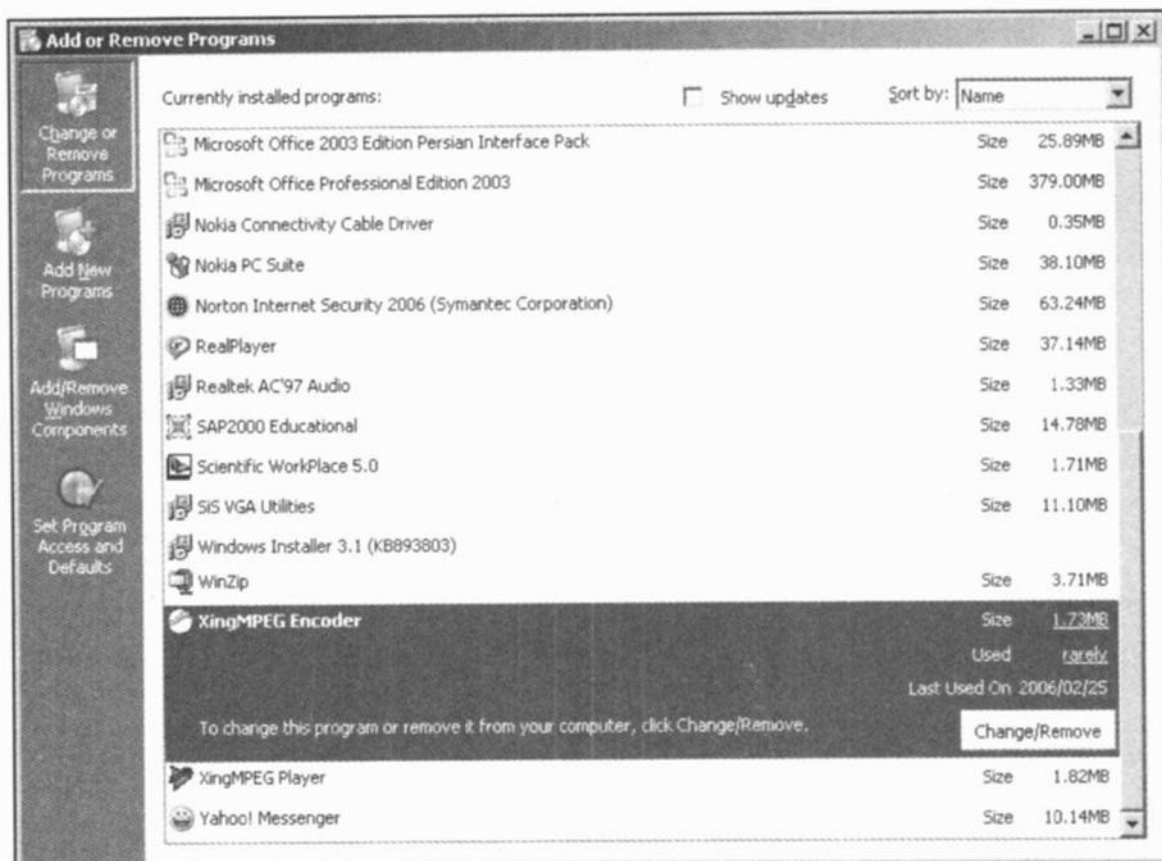 Add or Remove Programs
Change or
Remove
Programs
Add New
Programs
Add/Remove
Windows
Components
Set Program
Access and
Defaults
Currently installed programs:
Show updates
Sort by: Name
Microsoft Office 2003 Edition Persian Interface Pack Size 25.89MB
Microsoft Office Professional Edition 2003 Size 379.00MB
Nokia Connectivity Cable Driver Size 0.35MB
Nokia PC Suite Size 38.10MB
Norton Internet Security 2006 (Symantec Corporation) Size 63.24MB
RealPlayer Size 37.14MB
Realtek AC'97 Audio Size 1.33MB
SAP2000 Educational Size 14.78MB
Scientific WorkPlace 5.0 Size 1.71MB
SiS VGA Utilities Size 11.10MB
Windows Installer 3.1 (KB893803)
WinZip Size 3.71MB
XingMPEG Encoder Size 1.73MB
Used rarely
Last Used On 2006/02/25
To change this program or remove it from your computer, click Change/Remove.
Change/Remove
XingMPEG Player Size 1.82MB
Yahoo! Messenger Size 10.14MB